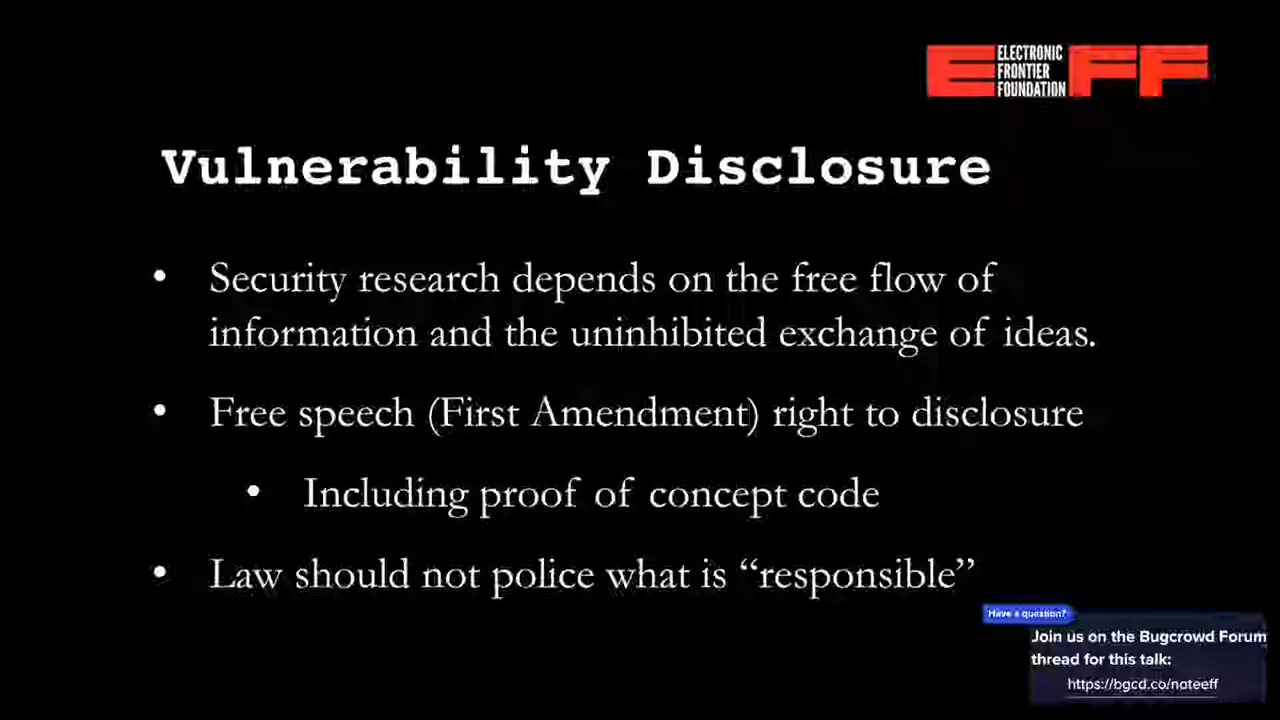 ELECTRONIC
FRONTIER
FOUNDATION
EFF
Vulnerability Disclosure
• Security research depends on the free flow of
information and the uninhibited exchange of ideas.
• Free speech (First Amendment) right to disclosure
• Including proof of concept code
• Law should not police what is “responsible”
Have a question?
Join us on the Bugcrowd Forum
thread for this talk:
https://bgcd.co/nateeff